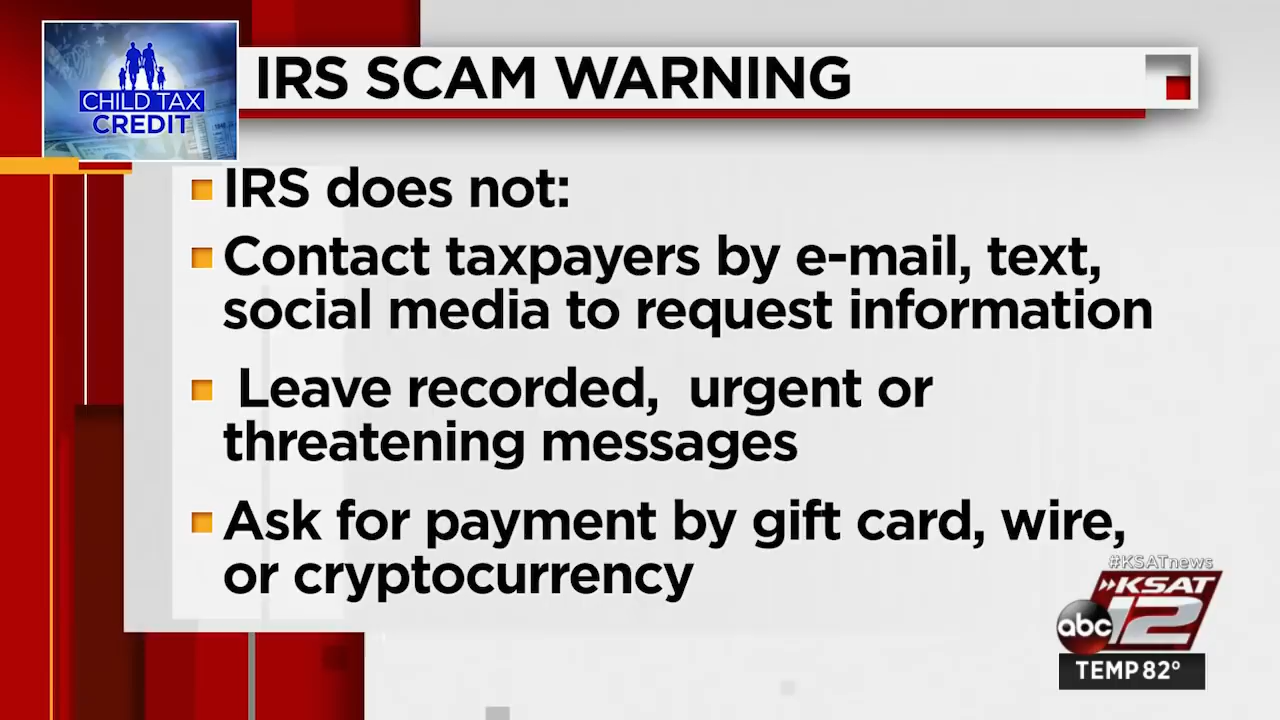 CHILD TAX
CREDIT
IRS SCAM WARNING
IRS does not:
Contact taxpayers by e-mail, text,
social media to request information
Leave recorded, urgent or
threatening messages
Ask for payment by gift card, wire,
or cryptocurrency
#KSATnews
KSAT
abc 12
TEMP 82°